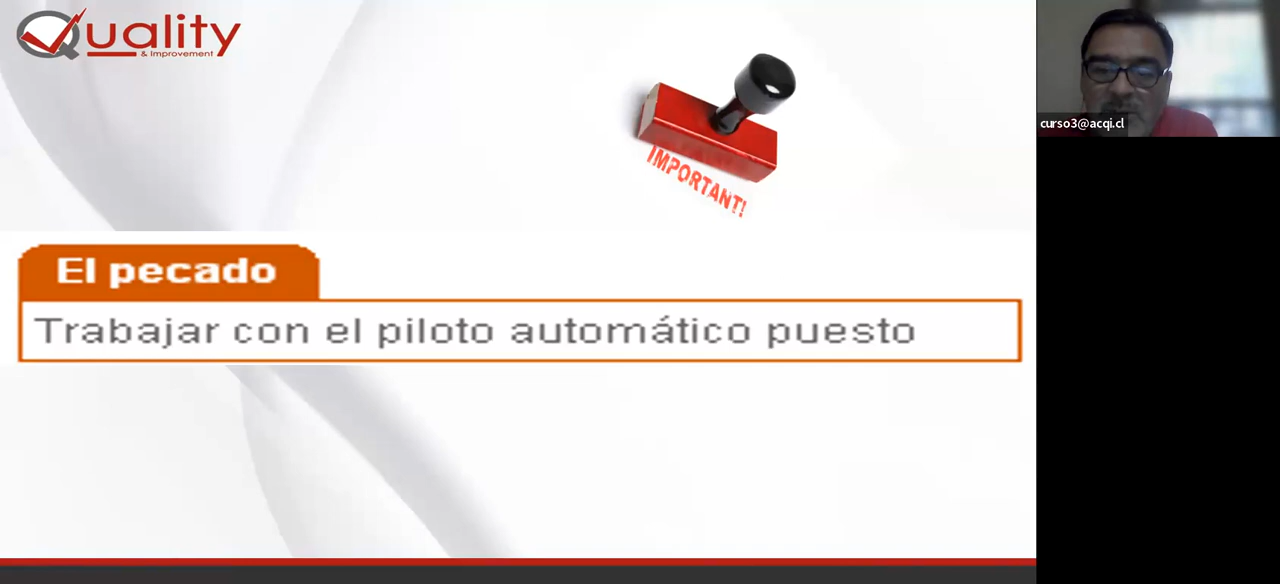 Quality
& Improvement
IMPORTANT!
curso3@acqi.cl
El pecado
Trabajar con el piloto automático puesto